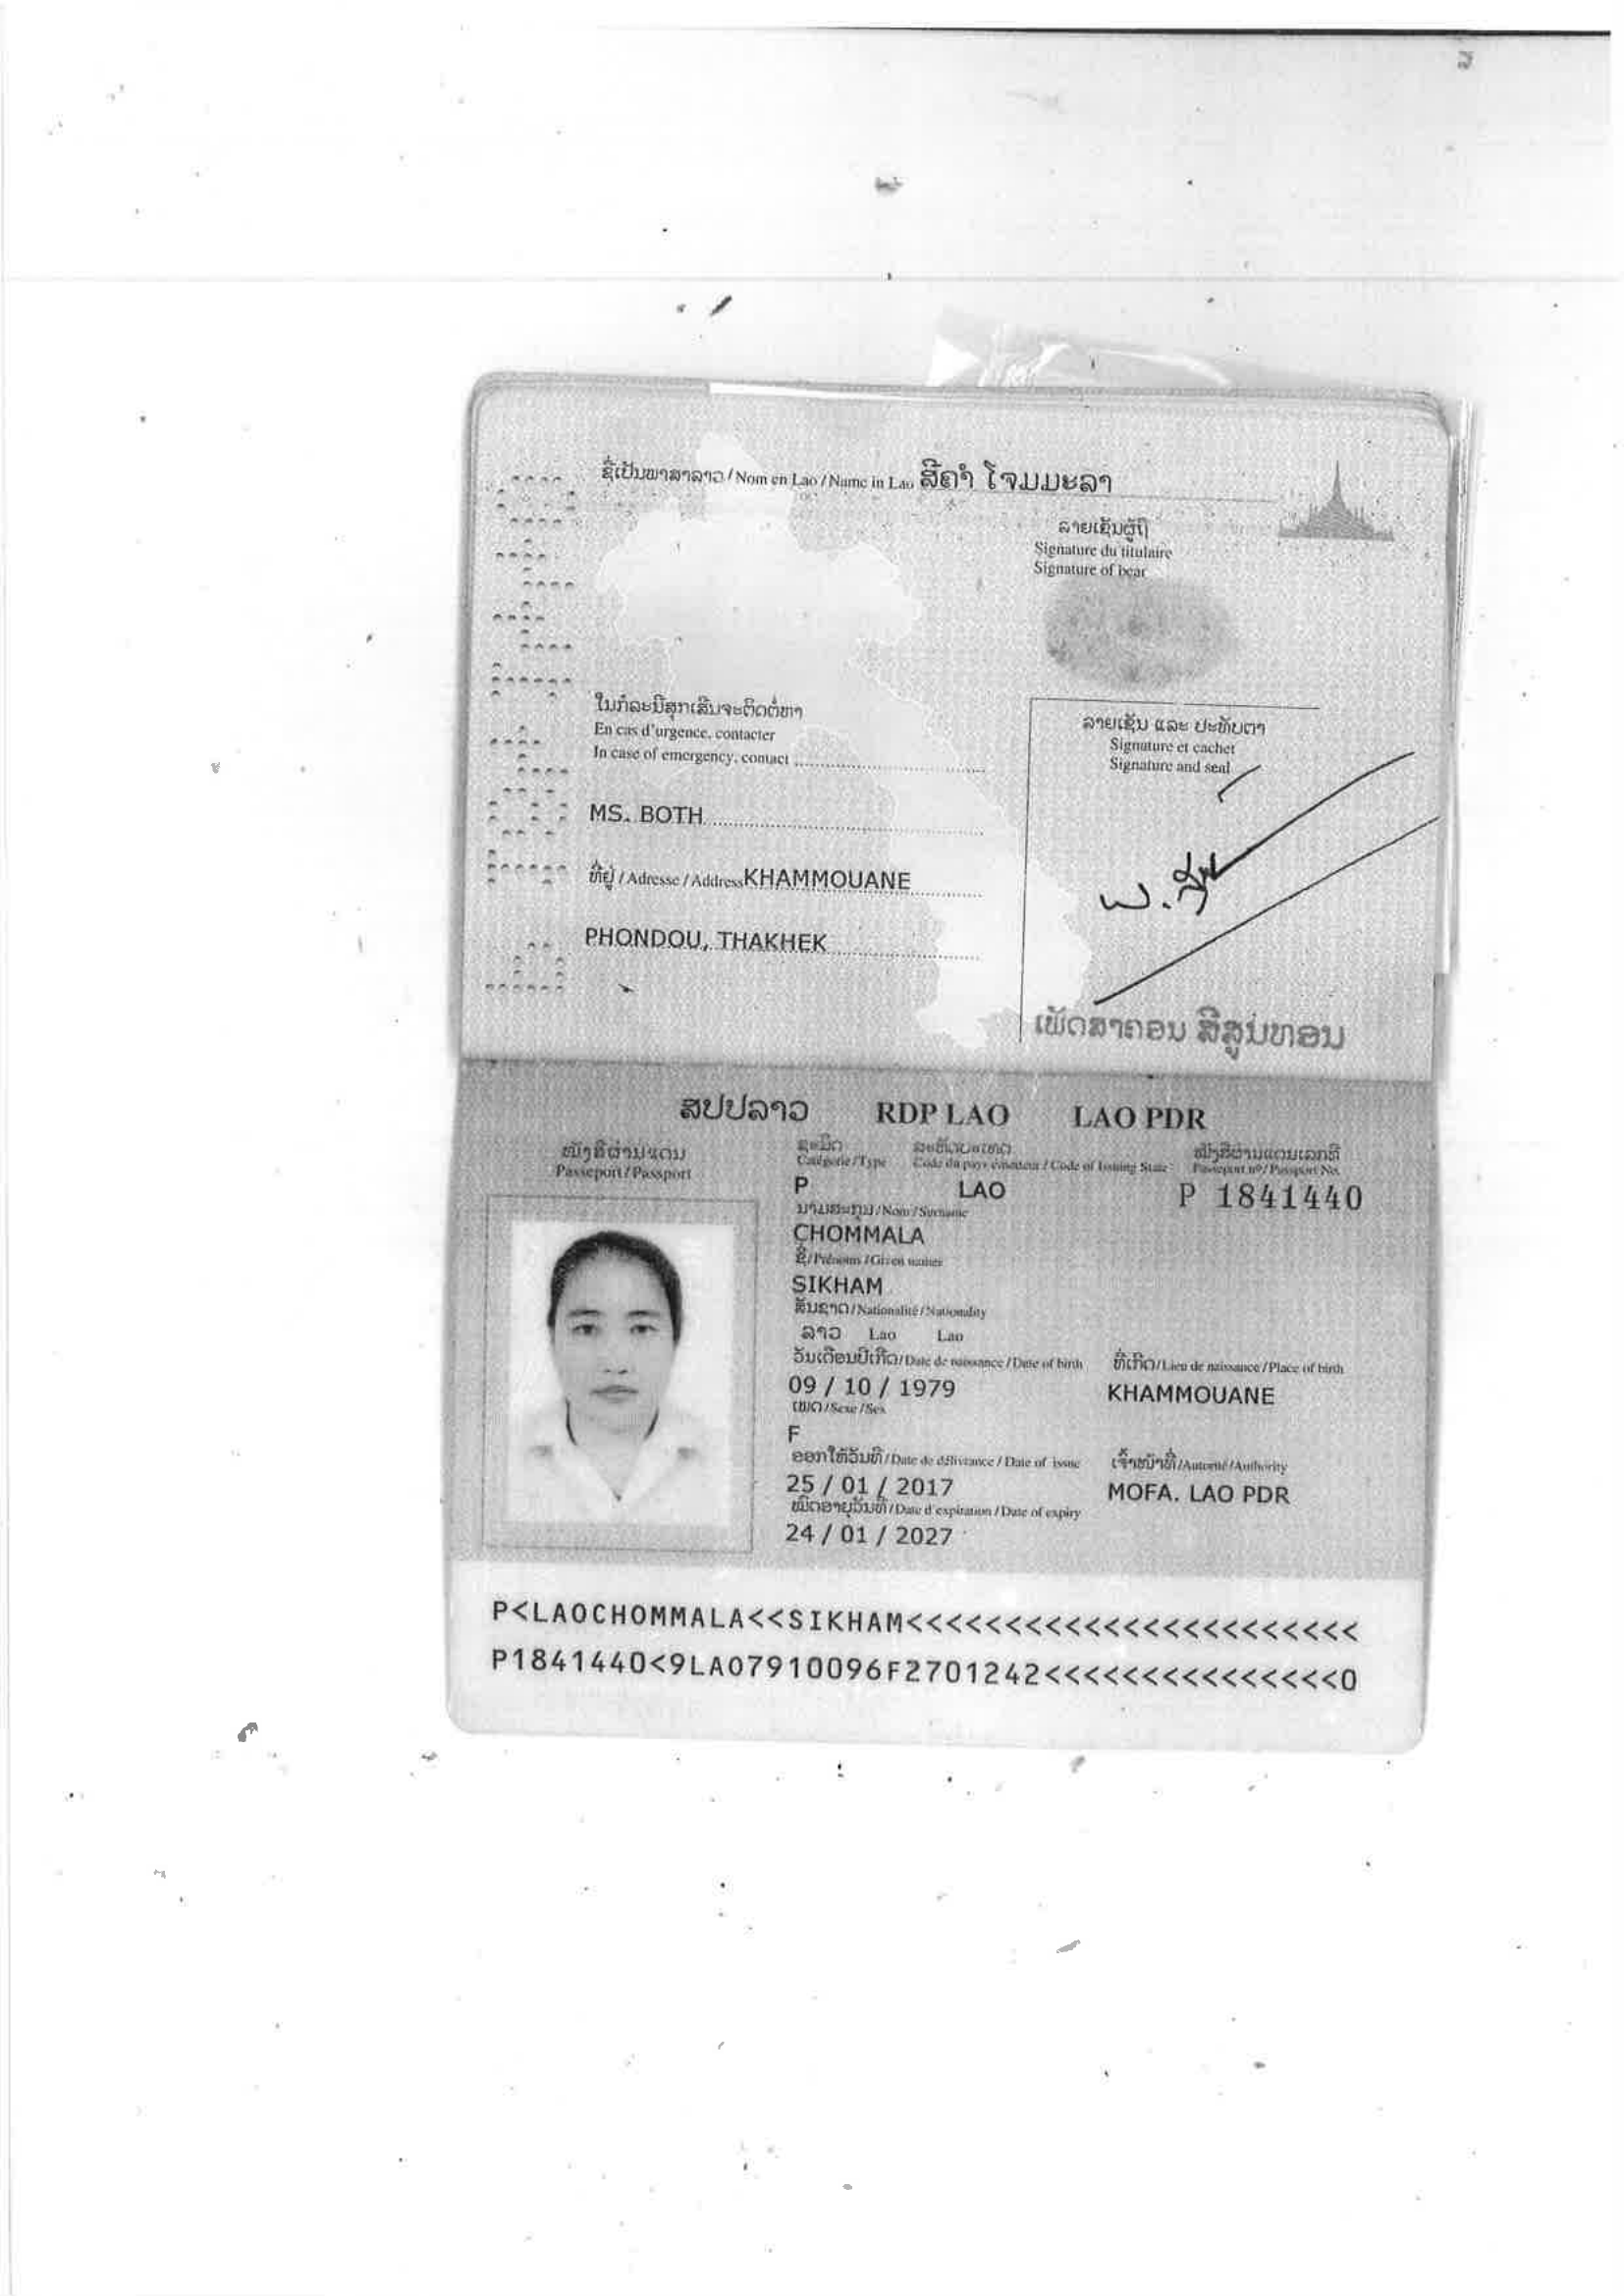 ຊື່ເປັນພາສາລາວ / Nom en Lao / Name in Lao ສີຄຳ ໂຈມມະລາ
ລາຍເຊັນຜູ້ຖື
Signature du titulaire
Signature of bear
ໃນກໍລະນີສຸກເສີນຈະຕິດຕໍ່ຫາ
En cas d'urgence, contacter
In case of emergency, contact
MS. BOTH
ທີ່ຢູ່ / Adresse / Address KHAMMOUANE
PHONDOU, THAKHEK
ລາຍເຊັນ ແລະ ປະທັບຕາ
Signature et cachet
Signature and seal
ເພັດສາຄອນ ສີສູນທອນ
ສປປລາວ RDP LAO LAO PDR
ໜັງສືຜ່ານແດນ
Passeport / Passport
ຊະນິດ
Catégorie / Type
ລະຫັດປະເທດ
Code du pays émetteur / Code of Issuing State
ໜັງສືຜ່ານແດນເລກທີ
Passeport nº / Passport No.
P LAO P 1841440
ນາມສະກຸນ / Nom / Surname
CHOMMALA
ຊື່ / Prénoms / Given names
SIKHAM
ສັນຊາດ / Nationalité / Nationality
ລາວ Lao Lao
ວັນເດືອນປີເກີດ / Date de naissance / Date of birth ທີ່ເກີດ / Lieu de naissance / Place of birth
09 / 10 / 1979 KHAMMOUANE
ເພດ / Sexe / Sex
F
ອອກໃຫ້ວັນທີ / Date de délivrance / Date of issue ເຈົ້າໜ້າທີ່ / Autorité / Authority
25 / 01 / 2017 MOFA. LAO PDR
ໝົດອາຍຸວັນທີ / Date d'expiration / Date of expiry
24 / 01 / 2027
P<LAOCHOMMALA<<SIKHAM<<<<<<<<<<<<<<<<<<<<<<<
P1841440<9LAO7910096F2701242<<<<<<<<<<<<<<<0